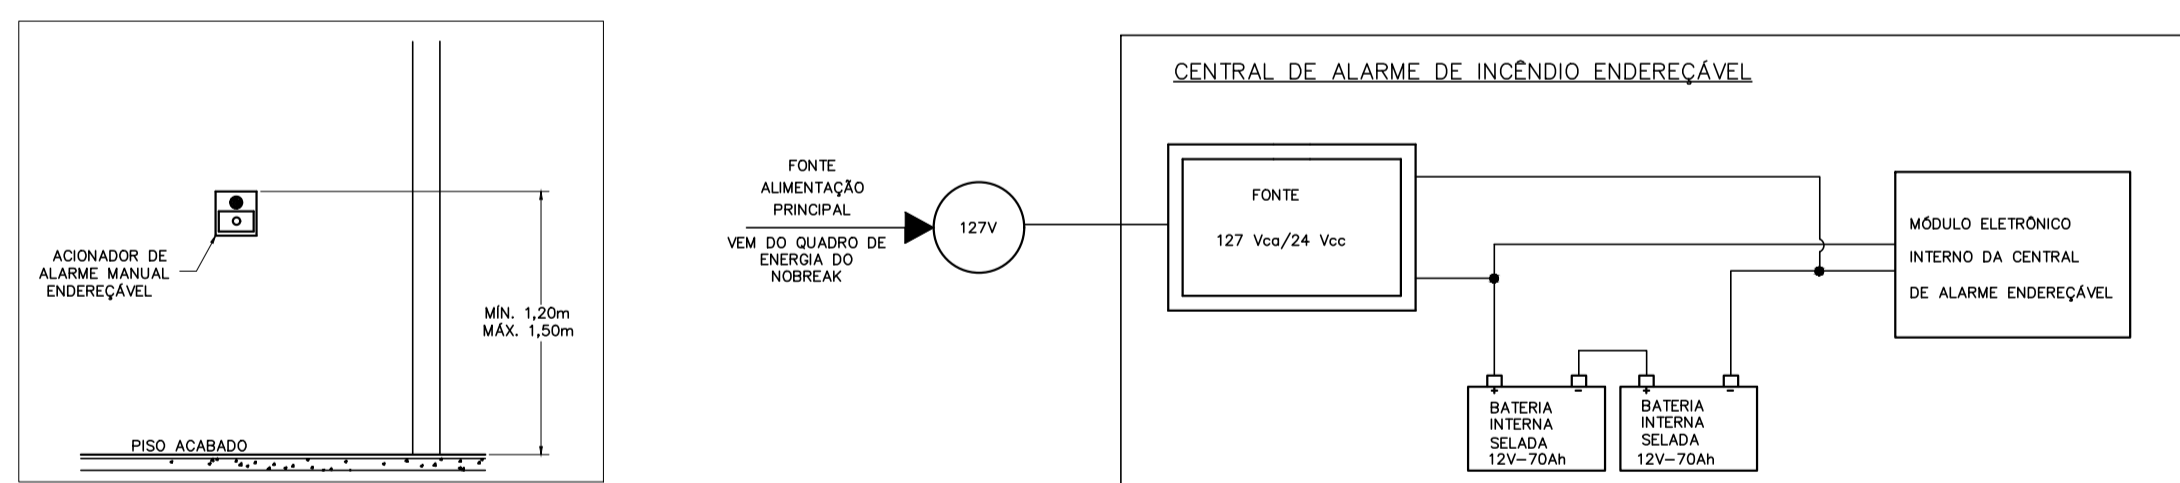 ACIONADOR DE
ALARME MANUAL
ENDEREÇÁVEL
MÍN. 1,20m
MÁX. 1,50m
PISO ACABADO
CENTRAL DE ALARME DE INCÊNDIO ENDEREÇÁVEL
FONTE
ALIMENTAÇÃO
PRINCIPAL
VEM DO QUADRO DE
ENERGIA DO
NOBREAK
127V
FONTE
127 Vca/24 Vcc
MÓDULO ELETRÔNICO
INTERNO DA CENTRAL
DE ALARME ENDEREÇÁVEL
+ -
BATERIA
INTERNA
SELADA
12V-70Ah
+ -
BATERIA
INTERNA
SELADA
12V-70Ah